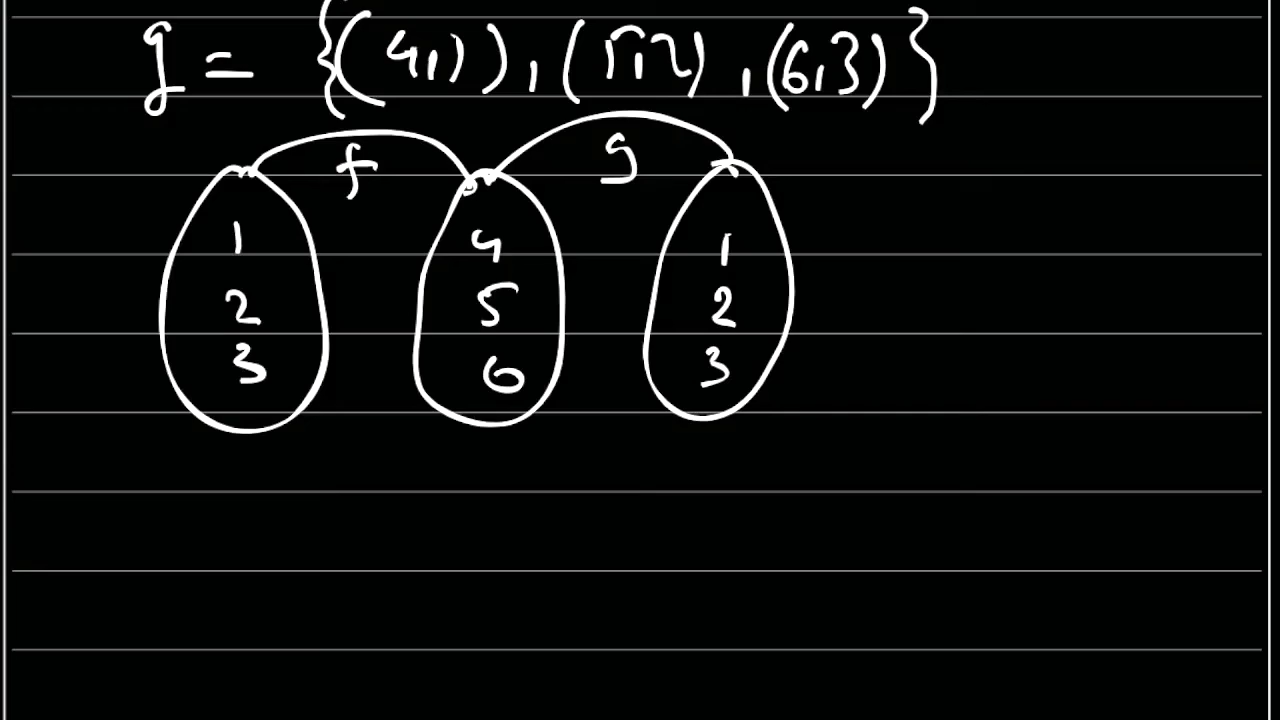 g = {(4,1), (5,2), (6,3)}
f g
1 4 1
2 5 2
3 6 3